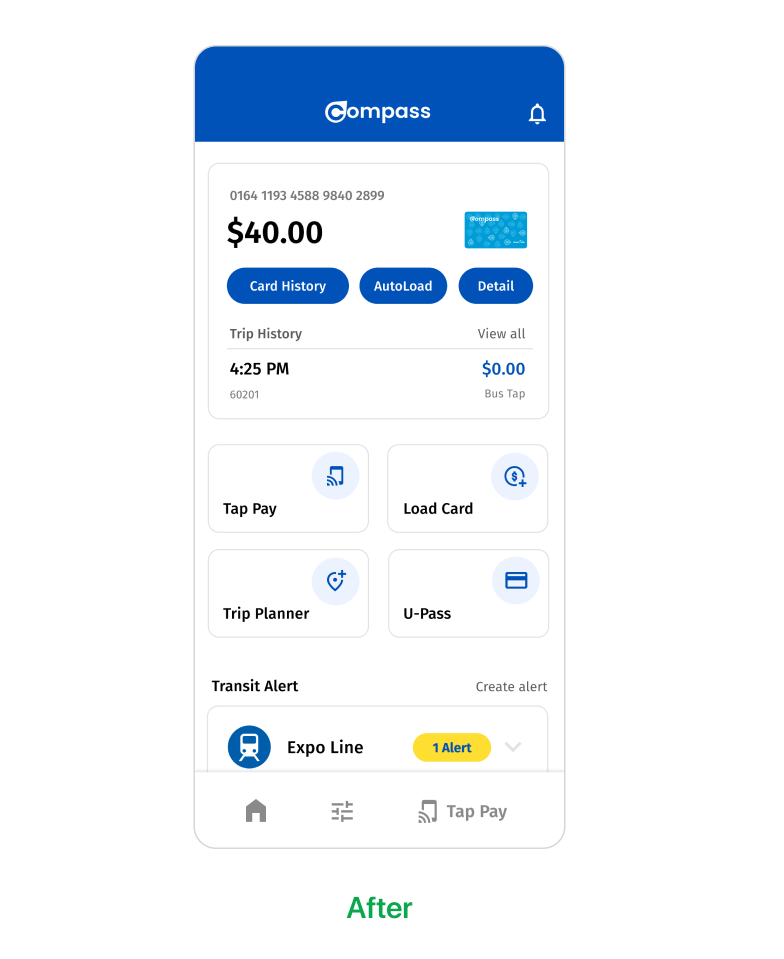 Compass
0164 1193 4588 9840 2899
$40.00
Compass
Card History AutoLoad Detail
Trip History View all
4:25 PM $0.00
60201 Bus Tap
Tap Pay Load Card
Trip Planner U-Pass
Transit Alert Create alert
Expo Line 1 Alert
Tap Pay
After